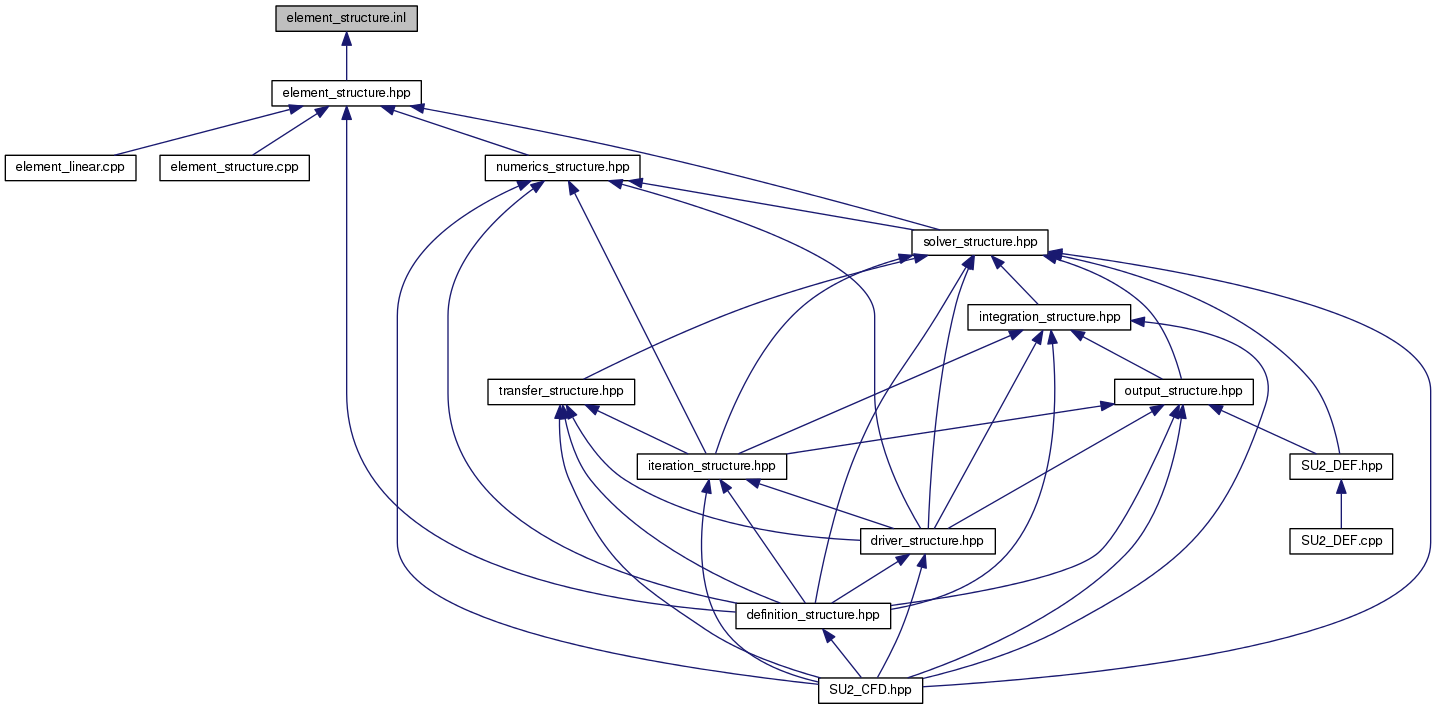 element_structure.inl
element_structure.hpp
element_linear.cpp
element_structure.cpp
numerics_structure.hpp
solver_structure.hpp
integration_structure.hpp
transfer_structure.hpp
output_structure.hpp
iteration_structure.hpp
SU2_DEF.hpp
driver_structure.hpp
SU2_DEF.cpp
definition_structure.hpp
SU2_CFD.hpp